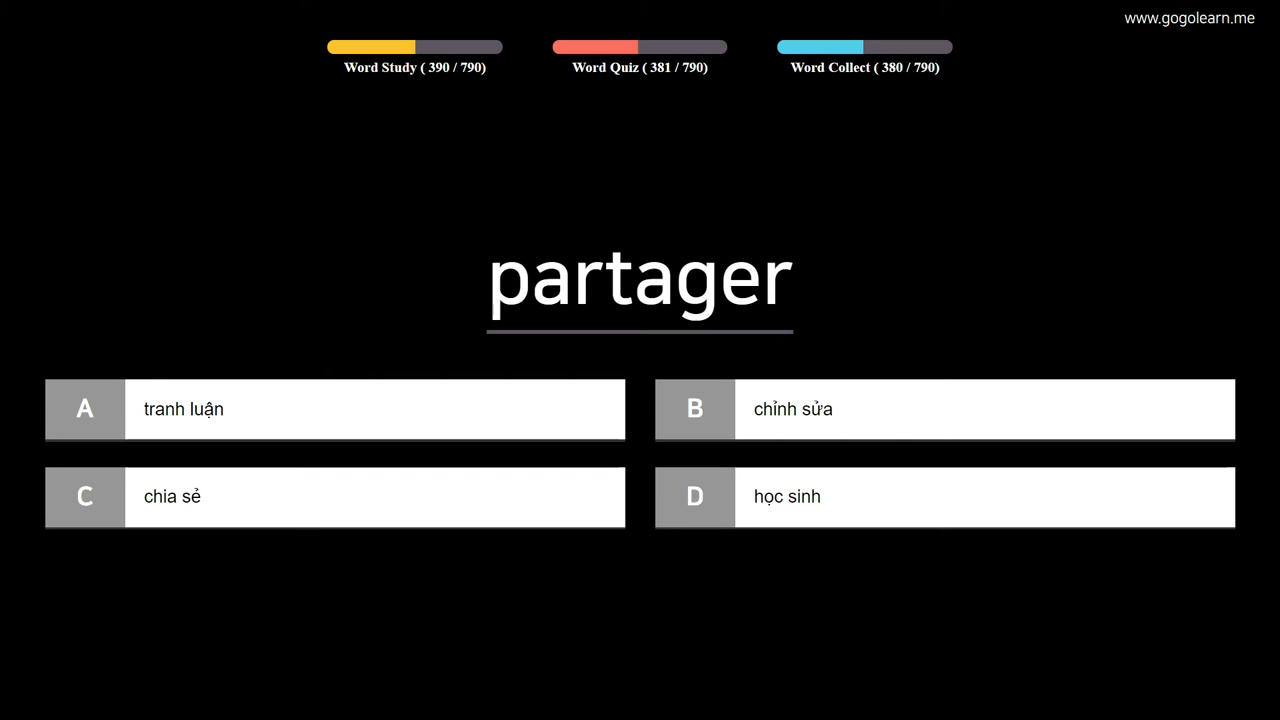 www.gogolearn.me
Word Study ( 390 / 790)
Word Quiz ( 381 / 790)
Word Collect ( 380 / 790)
partager
A tranh luận
B chỉnh sửa
C chia sẻ
D học sinh